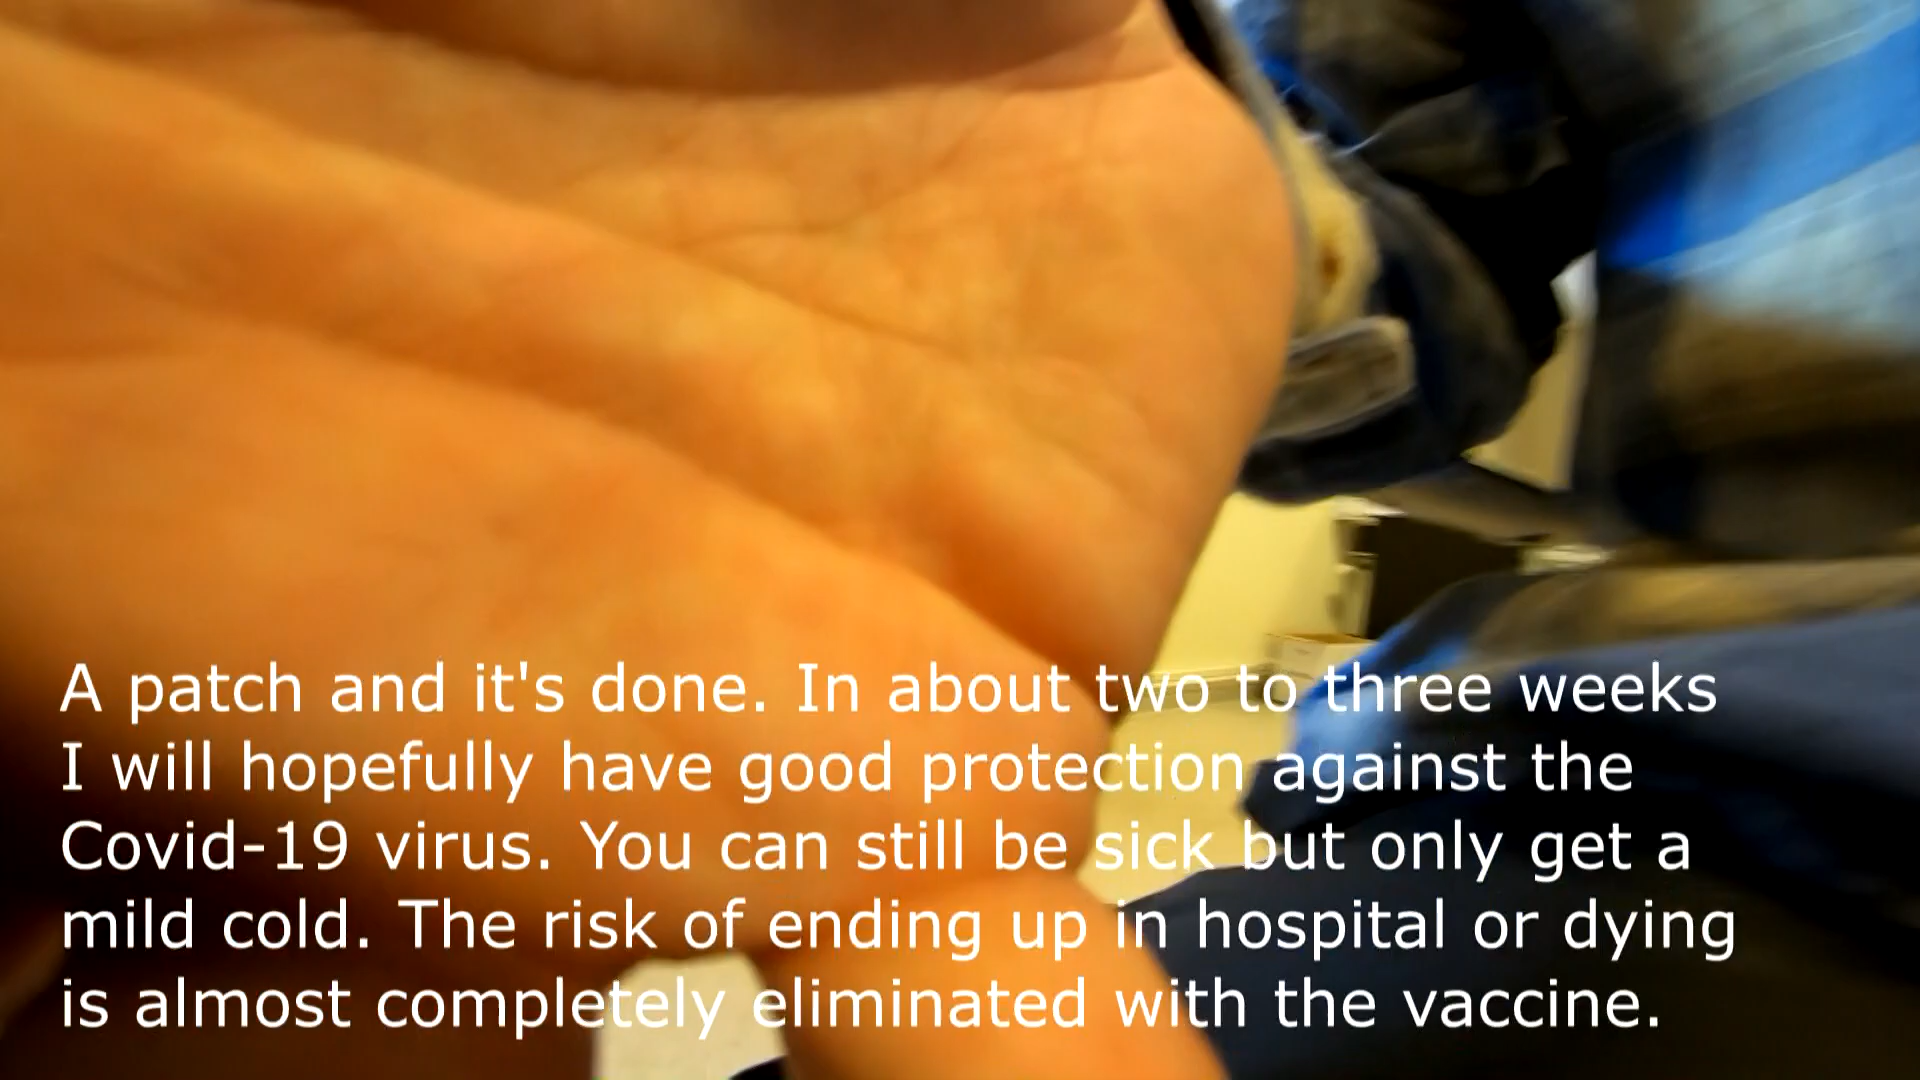 A patch and it's done. In about two to three weeks
I will hopefully have good protection against the
Covid-19 virus. You can still be sick but only get a
mild cold. The risk of ending up in hospital or dying
is almost completely eliminated with the vaccine.